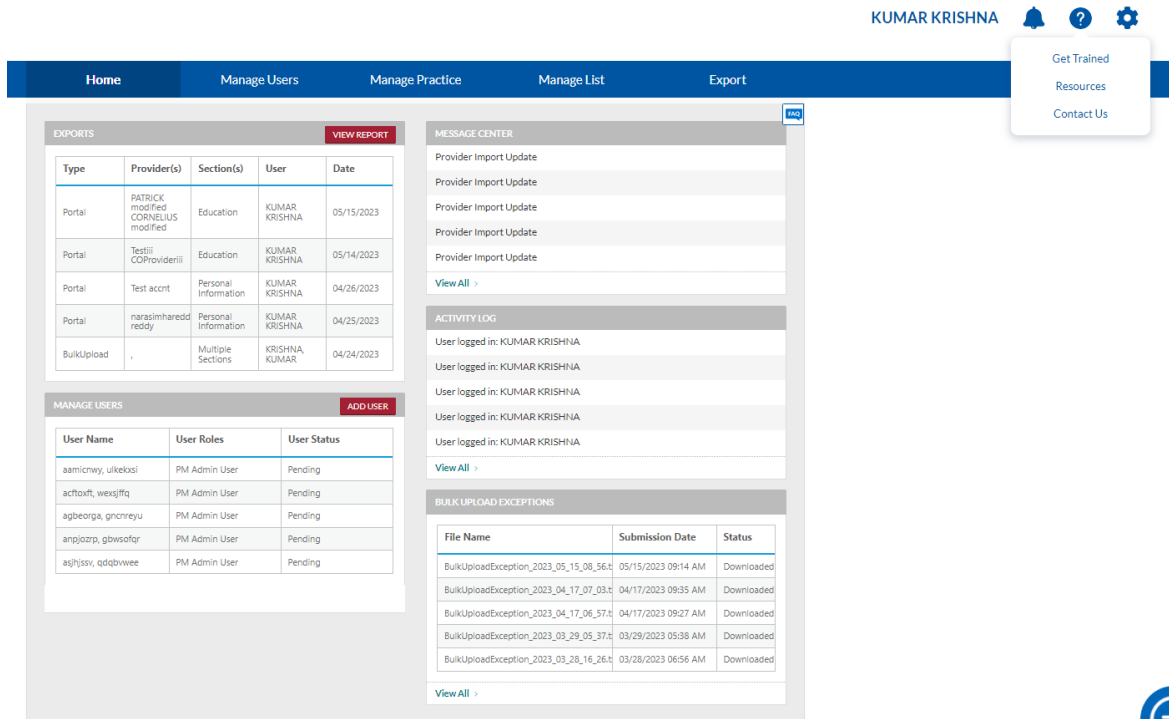 KUMAR KRISHNA
Get Trained
Resources
Contact Us
Home Manage Users Manage Practice Manage List Export
FAQ
EXPORTS VIEW REPORT
Type Provider(s) Section(s) User Date
Portal PATRICK modified CORNELIUS modified Education KUMAR KRISHNA 05/15/2023
Portal Testiii COProvideriii Education KUMAR KRISHNA 05/14/2023
Portal Test accnt Personal Information KUMAR KRISHNA 04/26/2023
Portal narasimharedd reddy Personal Information KUMAR KRISHNA 04/25/2023
BulkUpload , Multiple Sections KRISHNA, KUMAR 04/24/2023
MANAGE USERS ADD USER
User Name User Roles User Status
aamicnwy, ulkekxsi PM Admin User Pending
acftoxft, wexsjffq PM Admin User Pending
agbeorga, gncnreyu PM Admin User Pending
anpjozrp, gbwsofqr PM Admin User Pending
asjhjssv, qdqbvwee PM Admin User Pending
MESSAGE CENTER
Provider Import Update
Provider Import Update
Provider Import Update
Provider Import Update
Provider Import Update
View All >
ACTIVITY LOG
User logged in: KUMAR KRISHNA
User logged in: KUMAR KRISHNA
User logged in: KUMAR KRISHNA
User logged in: KUMAR KRISHNA
User logged in: KUMAR KRISHNA
View All >
BULK UPLOAD EXCEPTIONS
File Name Submission Date Status
BulkUploadException_2023_05_15_08_56.t 05/15/2023 09:14 AM Downloaded
BulkUploadException_2023_04_17_07_03.t 04/17/2023 09:35 AM Downloaded
BulkUploadException_2023_04_17_06_57.t 04/17/2023 09:27 AM Downloaded
BulkUploadException_2023_03_29_05_37.t 03/29/2023 05:38 AM Downloaded
BulkUploadException_2023_03_28_16_26.t 03/28/2023 06:56 AM Downloaded
View All >